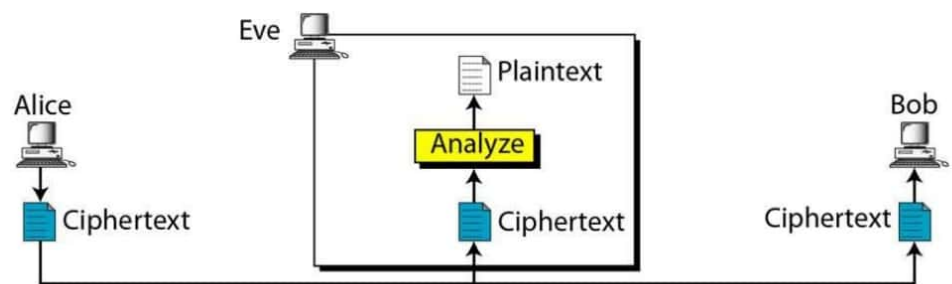 Eve
Plaintext
Alice
Bob
Analyze
Ciphertext
Ciphertext
Ciphertext